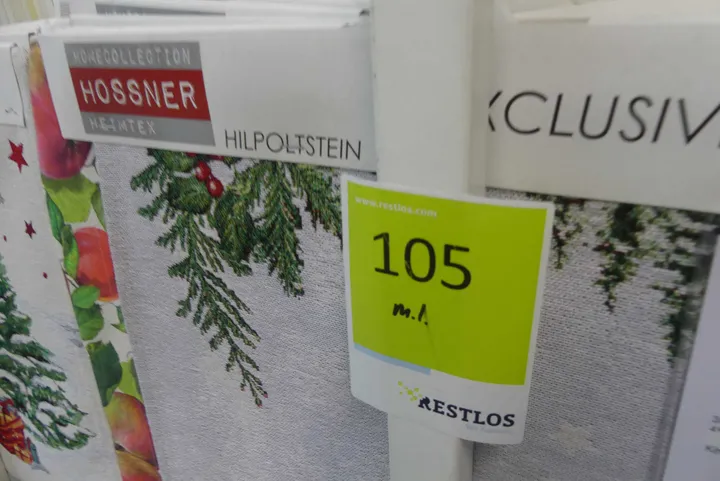 HOMECOLLECTION
HOSSNER
HEIMTEX
HILPOLTSTEIN
XCLUSIV
www.restlos.com
105
m.l.
RESTLOS